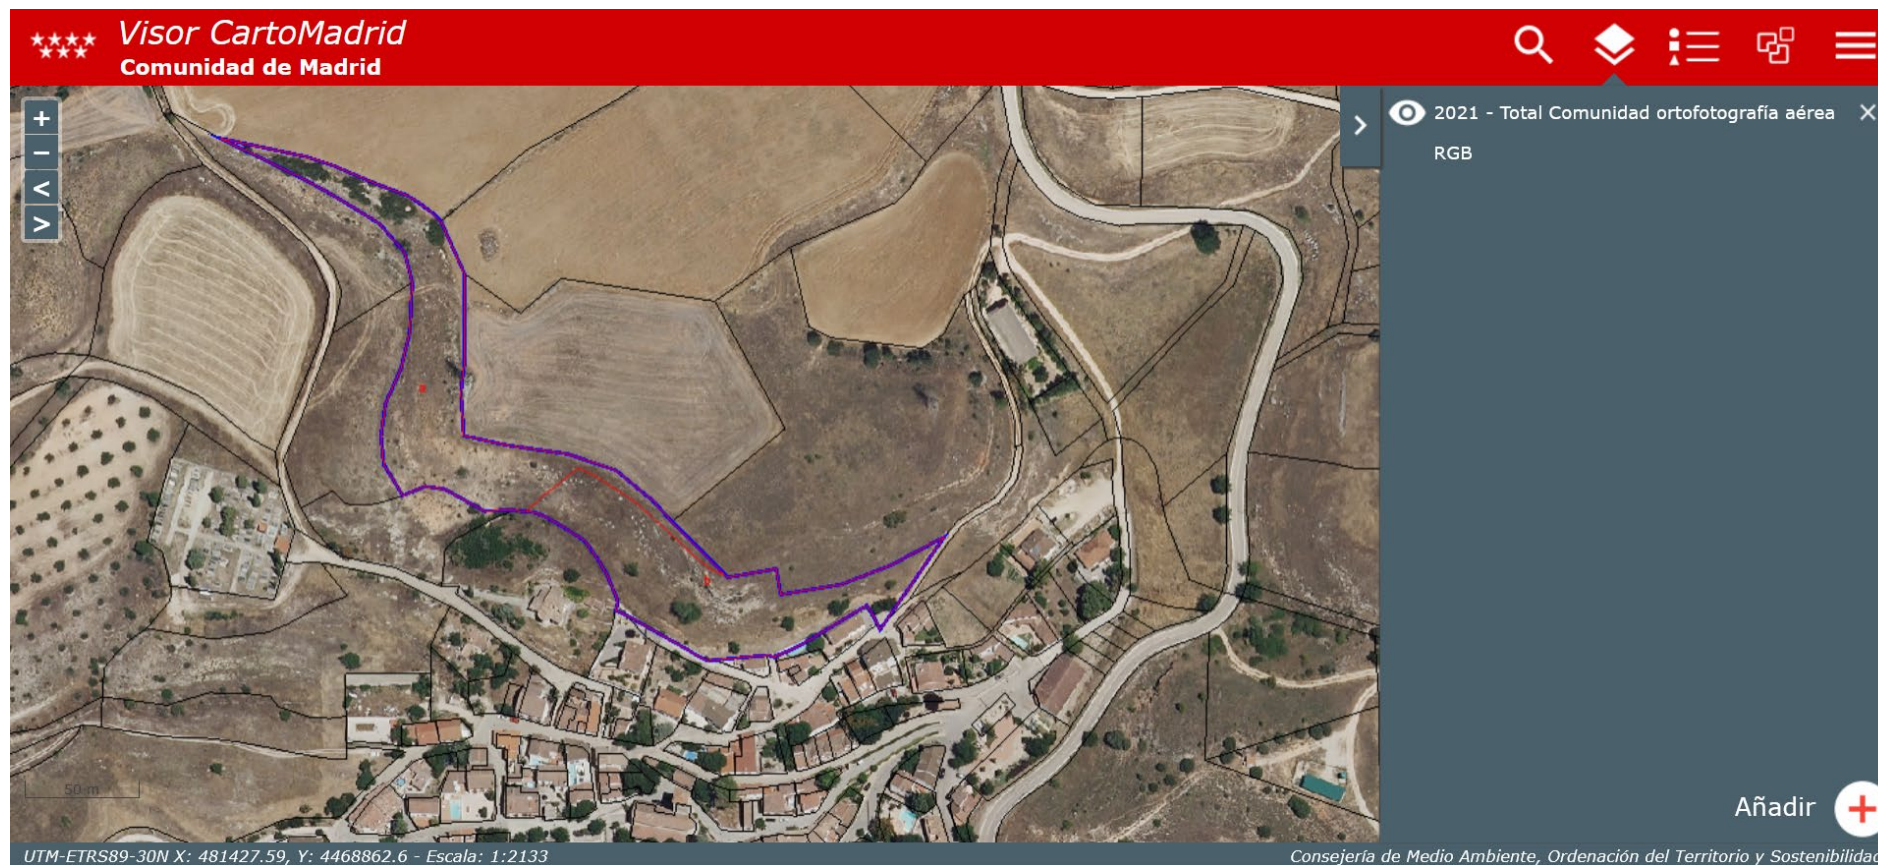 Visor CartoMadrid
Comunidad de Madrid
+
−
<
>
>
2021 - Total Comunidad ortofotografía aérea
RGB
50 m
Añadir
UTM-ETRS89-30N X: 481427.59, Y: 4468862.6 - Escala: 1:2133
Consejería de Medio Ambiente, Ordenación del Territorio y Sostenibilidad